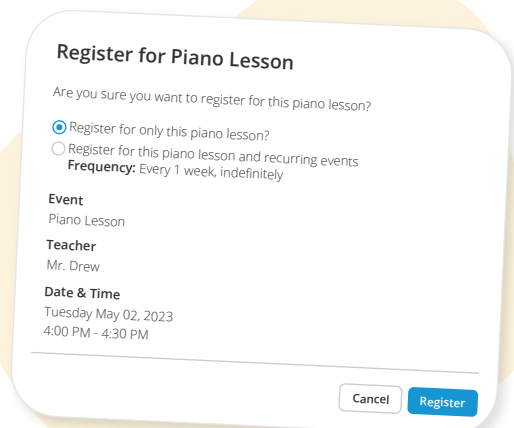 Register for Piano Lesson
Are you sure you want to register for this piano lesson?
Register for only this piano lesson?
Register for this piano lesson and recurring events
Frequency: Every 1 week, indefinitely
Event
Piano Lesson
Teacher
Mr. Drew
Date & Time
Tuesday May 02, 2023
4:00 PM - 4:30 PM
Cancel
Register